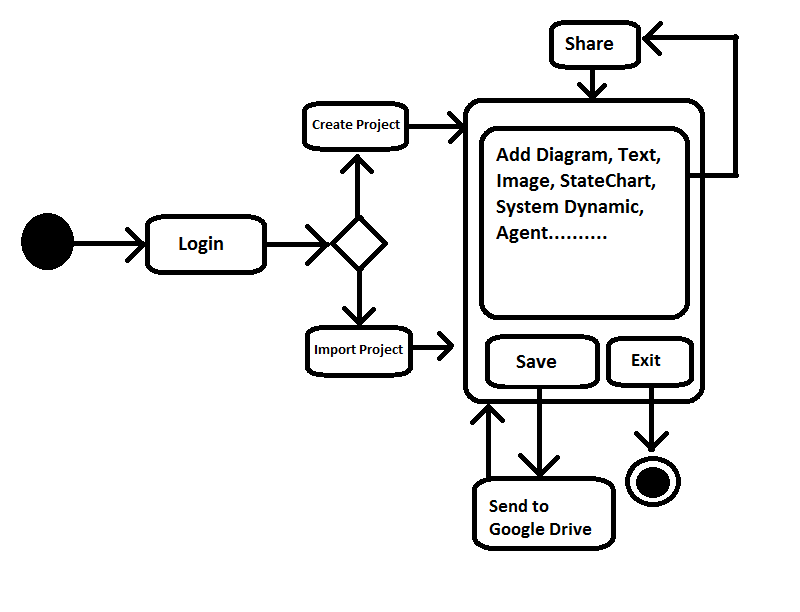 Share
Create Project
Add Diagram, Text,
Image, StateChart,
System Dynamic,
Agent..........
Login
Import Project
Save
Exit
Send to
Google Drive